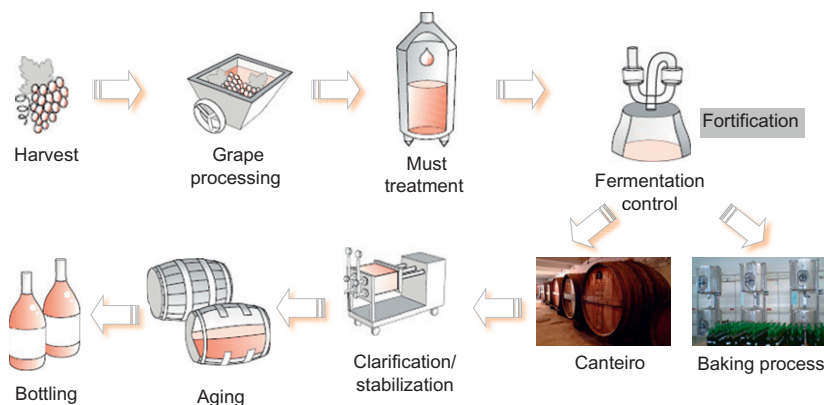 Harvest
Grape
processing
Must
treatment
Fortification
Fermentation
control
Bottling
Aging
Clarification/
stabilization
Canteiro
Baking process